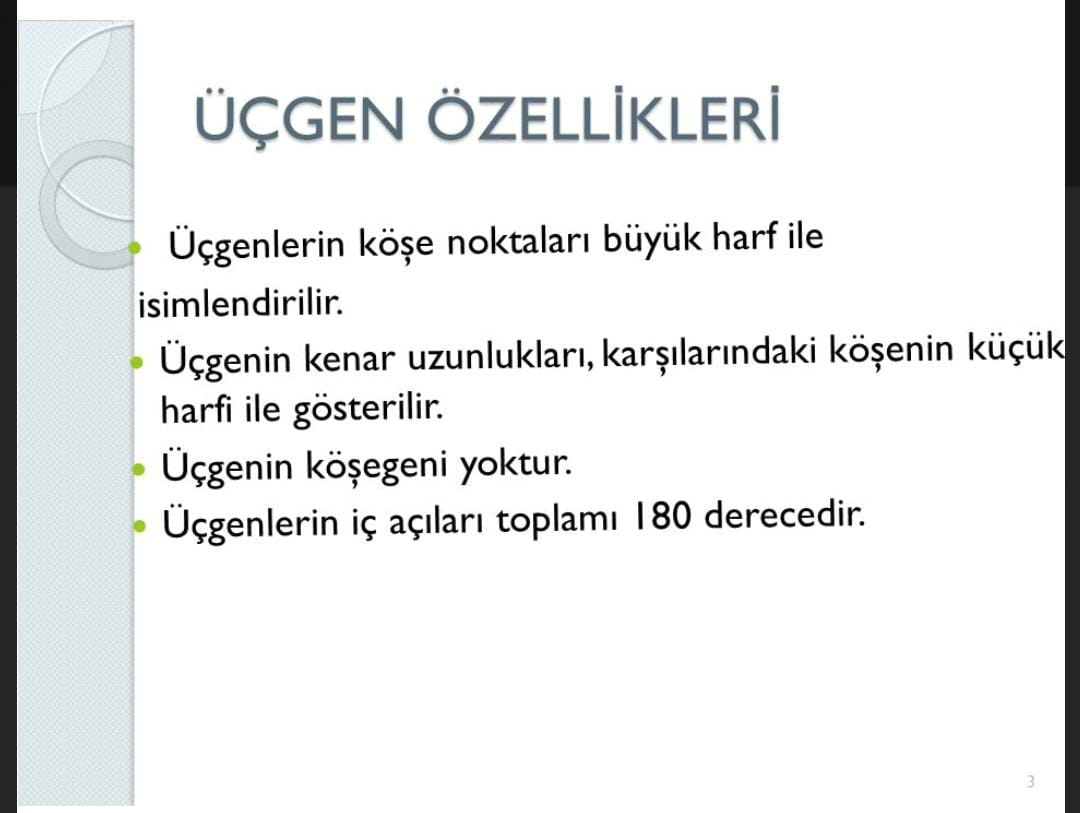 ÜÇGEN ÖZELLİKLERİ
• Üçgenlerin köşe noktaları büyük harf ile
isimlendirilir.
• Üçgenin kenar uzunlukları, karşılarındaki köşenin küçük
harfi ile gösterilir.
• Üçgenin köşegeni yoktur.
• Üçgenlerin iç açıları toplamı 180 derecedir.
3